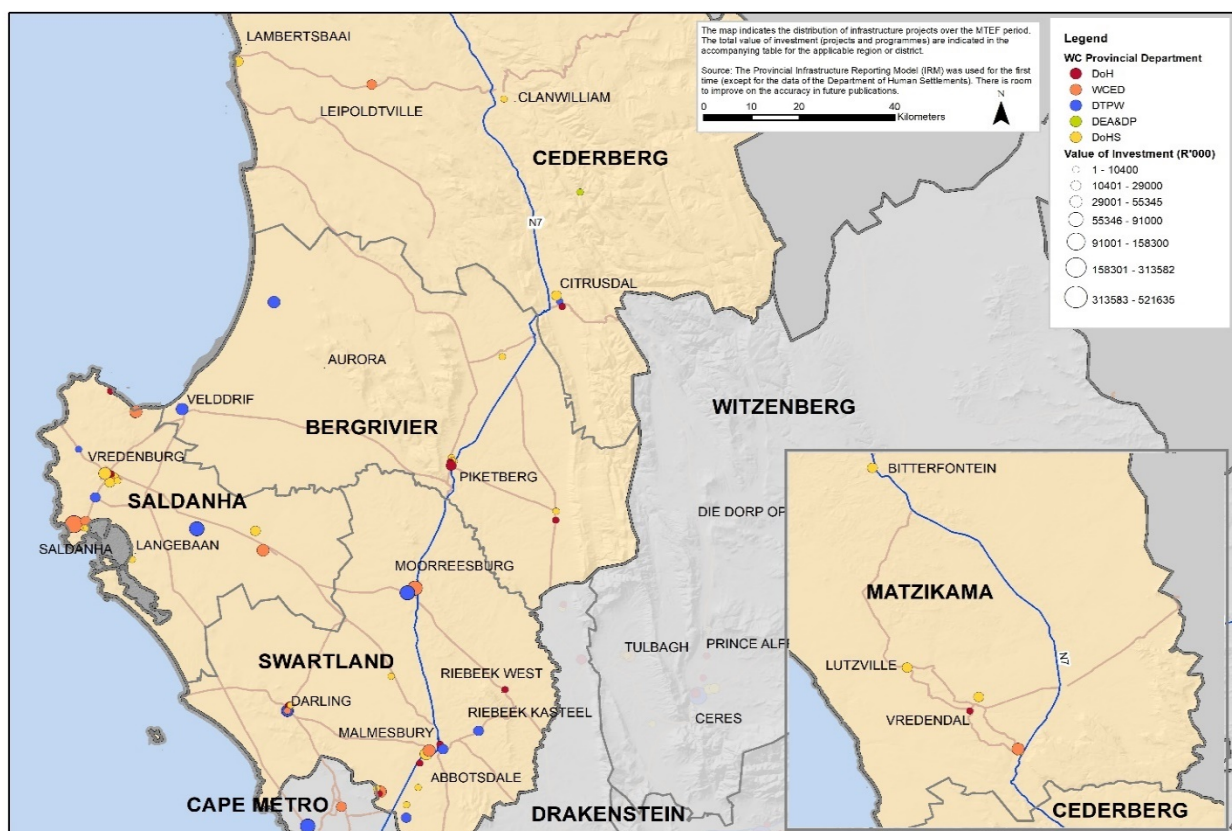 The map indicates the distribution of infrastructure projects over the MTEF period.
The total value of investment (projects and programmes) are indicated in the
accompanying table for the applicable region or district.
Source: The Provincial Infrastructure Reporting Model (IRM) was used for the first
time (except for the data of the Department of Human Settlements). There is room
to improve on the accuracy in future publications.
N
0 10 20 40
Kilometers
Legend
WC Provincial Department
DoH
WCED
DTPW
DEA&DP
DoHS
Value of Investment (R'000)
1 - 10400
10401 - 29000
29001 - 55345
55346 - 91000
91001 - 158300
158301 - 313582
313583 - 521635
LAMBERTSBAAI
LEIPOLDTVILLE
CLANWILLIAM
CEDERBERG
N7
CITRUSDAL
AURORA
VELDDRIF
BERGRIVIER
WITZENBERG
VREDENBURG
PIKETBERG
SALDANHA
DIE DORP OP
SALDANHA
LANGEBAAN
MOORREESBURG
SWARTLAND
TULBAGH
PRINCE ALF
RIEBEEK WEST
DARLING
RIEBEEK KASTEEL
CERES
MALMESBURY
ABBOTSDALE
CAPE METRO
DRAKENSTEIN
BITTERFONTEIN
MATZIKAMA
LUTZVILLE
N7
VREDENDAL
CEDERBERG